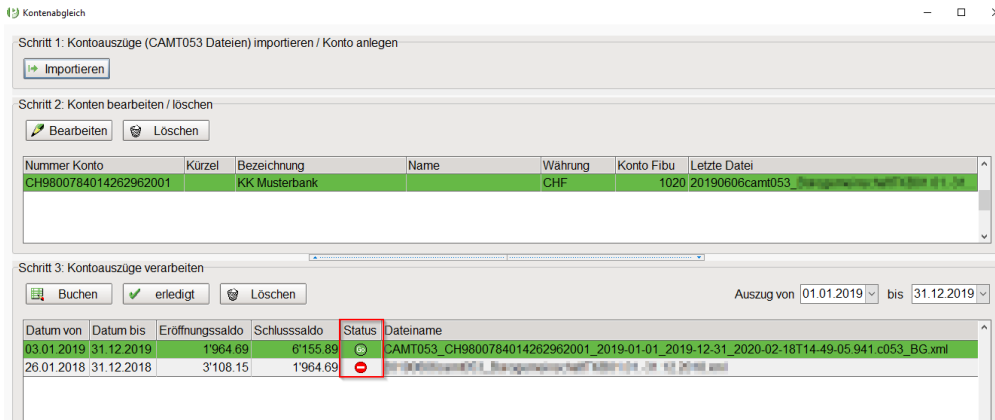 Kontenabgleich
Schritt 1: Kontoauszüge (CAMT053 Dateien) importieren / Konto anlegen
Importieren
Schritt 2: Konten bearbeiten / löschen
Bearbeiten Löschen
Nummer Konto Kürzel Bezeichnung Name Währung Konto Fibu Letzte Datei
CH9800784014262962001 KK Musterbank CHF 1020 20190606camt053_
Schritt 3: Kontoauszüge verarbeiten
Buchen erledigt Löschen Auszug von 01.01.2019 bis 31.12.2019
Datum von Datum bis Eröffnungssaldo Schlusssaldo Status Dateiname
03.01.2019 31.12.2019 1'964.69 6'155.89 CAMT053_CH9800784014262962001_2019-01-01_2019-12-31_2020-02-18T14-49-05.941.c053_BG.xml
26.01.2018 31.12.2018 3'108.15 1'964.69